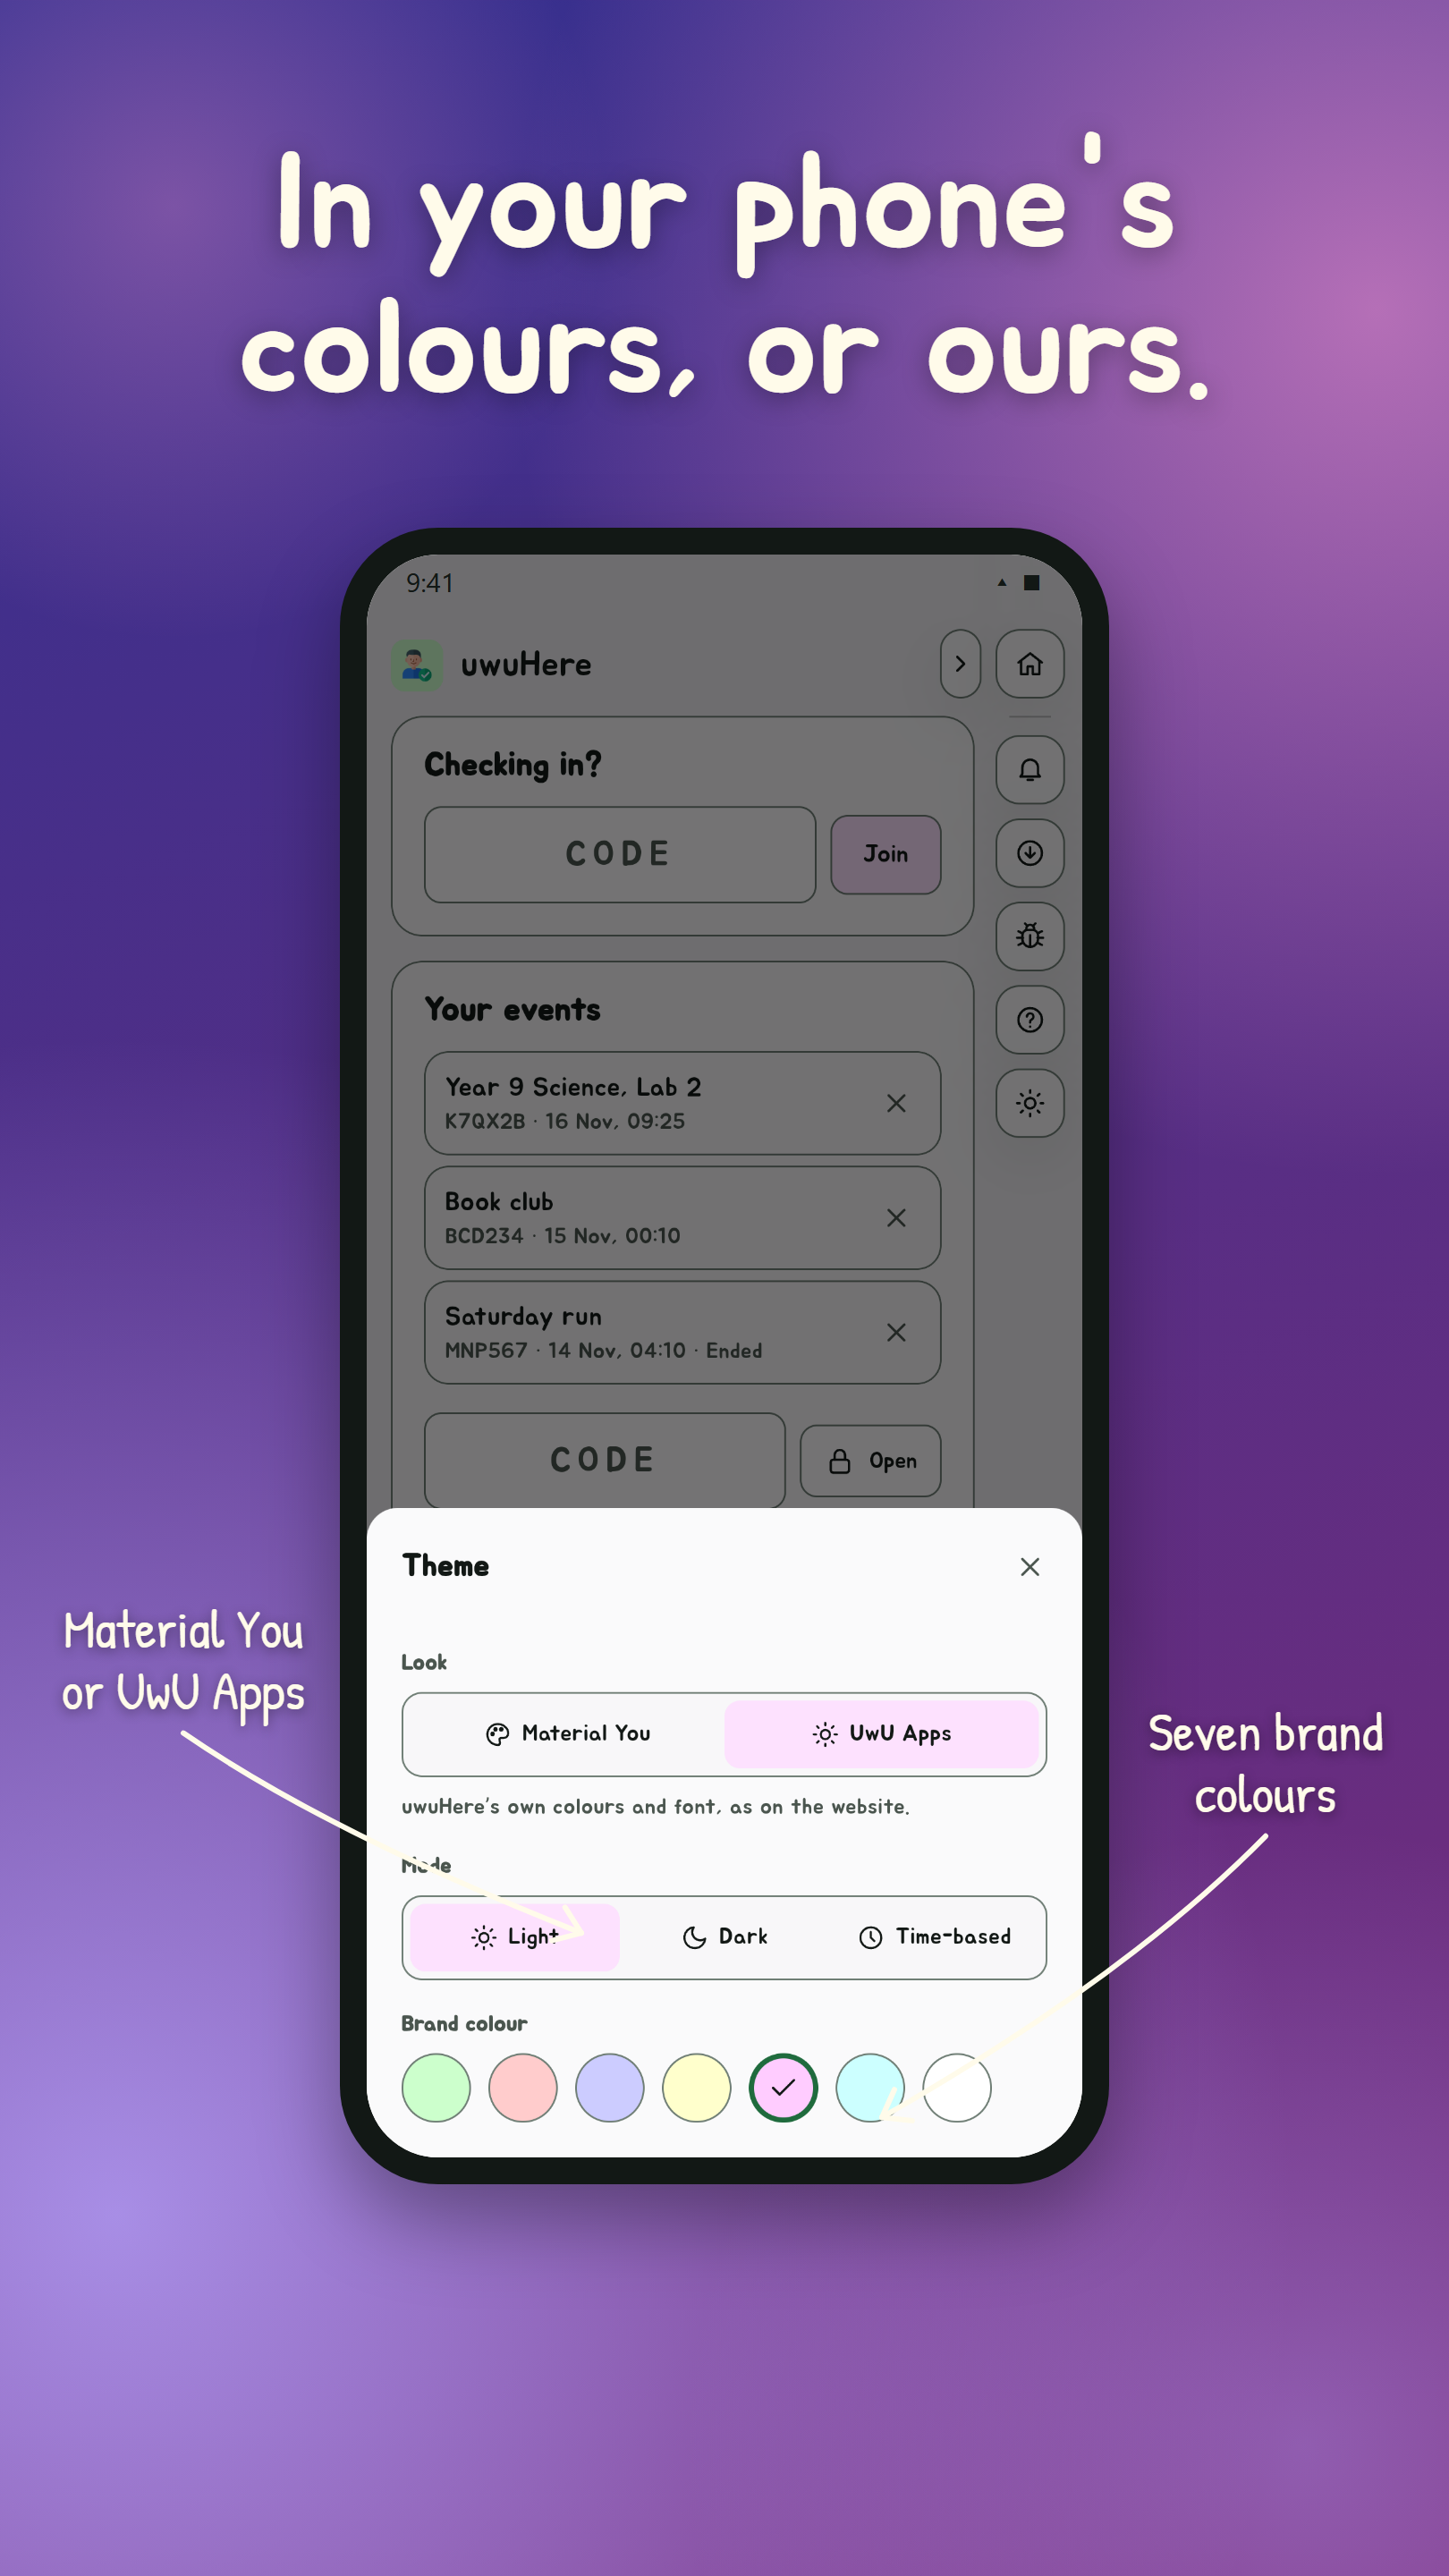 In your phone's
colours, or ours.
9:41
uwuHere
Checking in?
CODE
Join
Your events
Year 9 Science, Lab 2
K7QX2B · 16 Nov, 09:25
Book club
BCD234 · 15 Nov, 00:10
Saturday run
MNP567 · 14 Nov, 04:10 · Ended
CODE
Open
Theme
Material You
or UwU Apps
Look
Material You
UwU Apps
Seven brand
colours
uwuHere's own colours and font, as on the website.
Mode
Light
Dark
Time-based
Brand colour